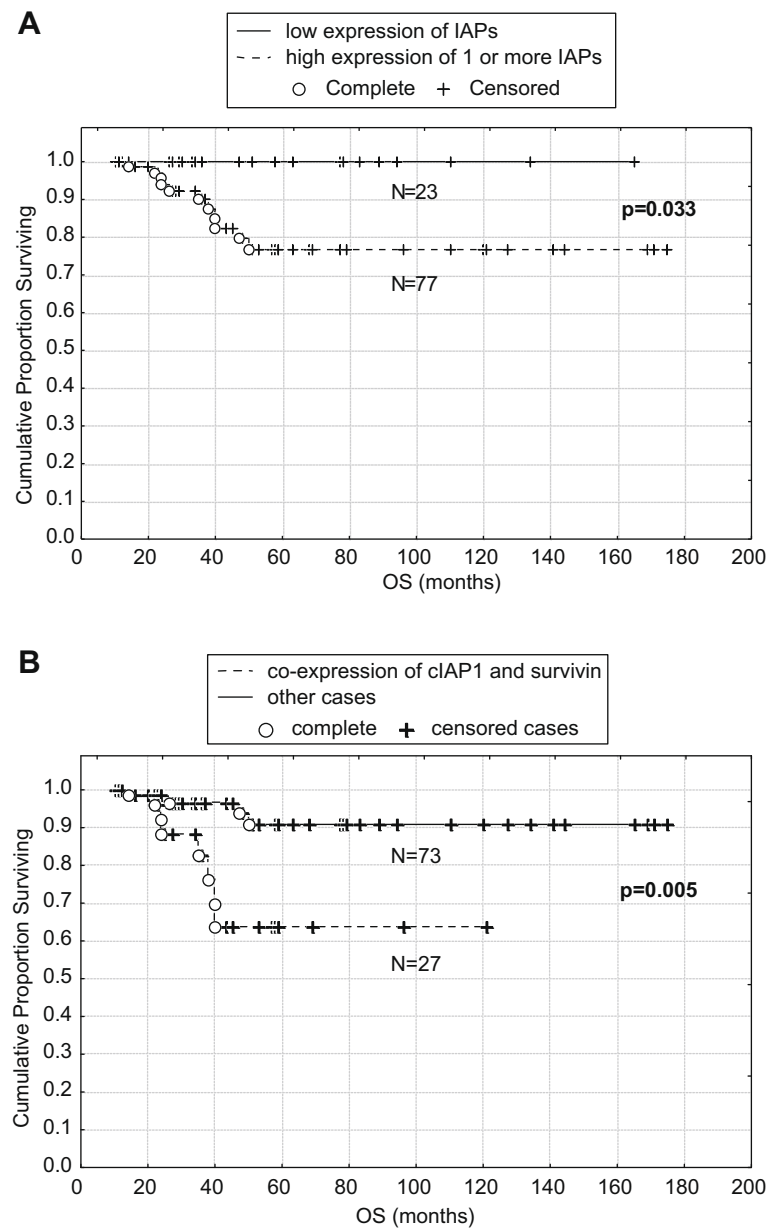 A
low expression of IAPs
high expression of 1 or more IAPs
Complete + Censored
Cumulative Proportion Surviving
1.0
0.9
0.8
0.7
0.6
0.5
0.4
0.3
0.2
0.1
0.0
N=23
p=0.033
N=77
0 20 40 60 80 100 120 140 160 180 200
OS (months)
B
co-expression of cIAP1 and survivin
other cases
complete + censored cases
Cumulative Proportion Surviving
1.0
0.9
0.8
0.7
0.6
0.5
0.4
0.3
0.2
0.1
0.0
N=73
p=0.005
N=27
0 20 40 60 80 100 120 140 160 180 200
OS (months)